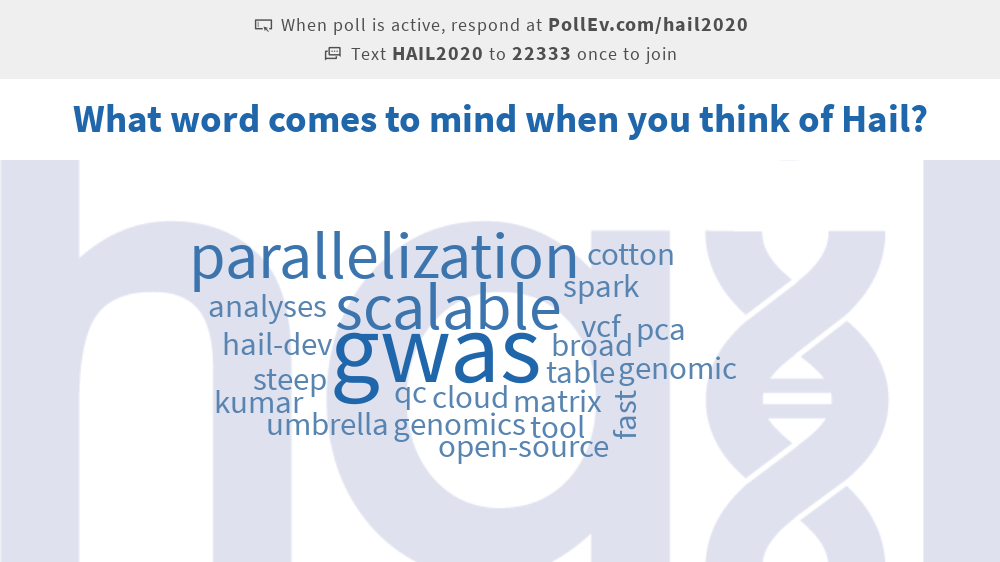 When poll is active, respond at PollEv.com/hail2020
Text HAIL2020 to 22333 once to join
What word comes to mind when you think of Hail?
parallelization cotton
spark
analyses scalable
vcf pca
hail-dev gwas broad
table genomic
steep
kumar qc cloud matrix fast
umbrella genomics tool
open-source
hail